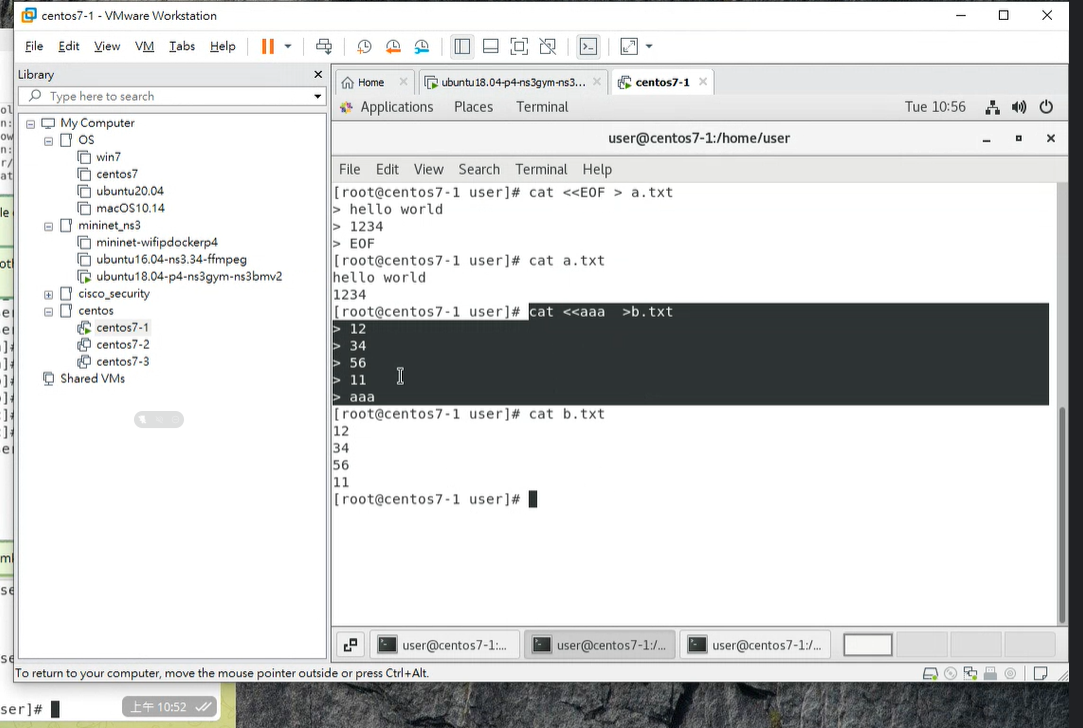 centos7-1 - VMware Workstation
File Edit View VM Tabs Help
Library
Type here to search
My Computer
OS
win7
centos7
ubuntu20.04
macOS10.14
mininet_ns3
mininet-wifipdockerp4
ubuntu16.04-ns3.34-ffmpeg
ubuntu18.04-p4-ns3gym-ns3bmv2
cisco_security
centos
centos7-1
centos7-2
centos7-3
Shared VMs
Home ubuntu18.04-p4-ns3gym-ns3... centos7-1
Applications Places Terminal Tue 10:56
user@centos7-1:/home/user
File Edit View Search Terminal Help
[root@centos7-1 user]# cat <<EOF > a.txt
> hello world
> 1234
> EOF
[root@centos7-1 user]# cat a.txt
hello world
1234
[root@centos7-1 user]# cat <<aaa  >b.txt
> 12
> 34
> 56
> 11
> aaa
[root@centos7-1 user]# cat b.txt
12
34
56
11
[root@centos7-1 user]#
user@centos7-1:... user@centos7-1:/... user@centos7-1:/...
To return to your computer, move the mouse pointer outside or press Ctrl+Alt.
ser]# 上午 10:52